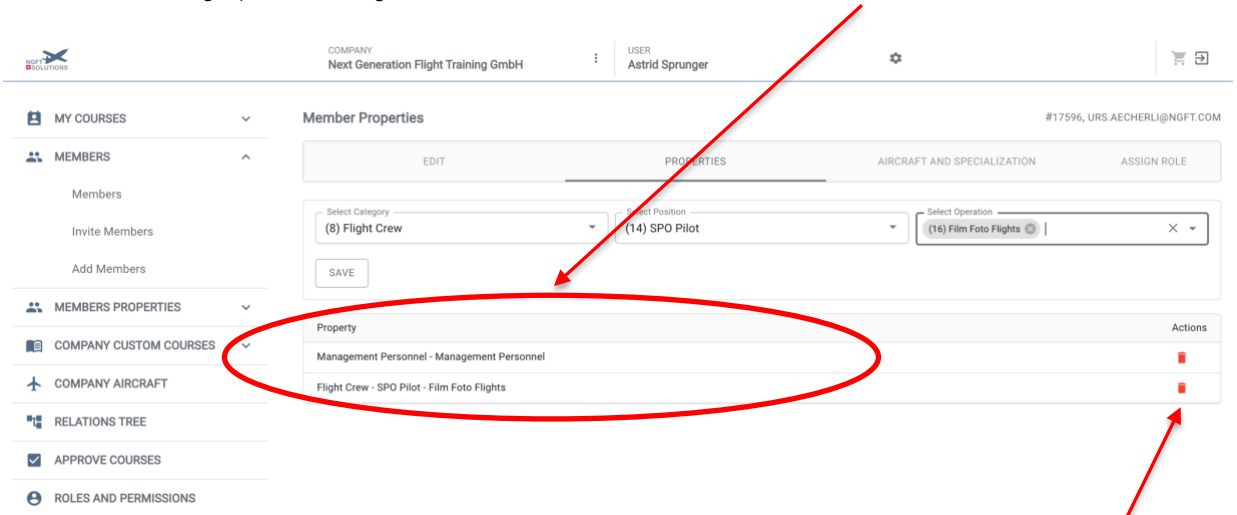 COMPANY
Next Generation Flight Training GmbH
USER
Astrid Sprunger
NGFT
SOLUTIONS
MY COURSES
MEMBERS
Members
Invite Members
Add Members
MEMBERS PROPERTIES
COMPANY CUSTOM COURSES
COMPANY AIRCRAFT
RELATIONS TREE
APPROVE COURSES
ROLES AND PERMISSIONS
Member Properties
#17596, URS.AECHERLI@NGFT.COM
EDIT
PROPERTIES
AIRCRAFT AND SPECIALIZATION
ASSIGN ROLE
Select Category
(8) Flight Crew
Select Position
(14) SPO Pilot
Select Operation
(16) Film Foto Flights
SAVE
Property
Actions
Management Personnel - Management Personnel
Flight Crew - SPO Pilot - Film Foto Flights